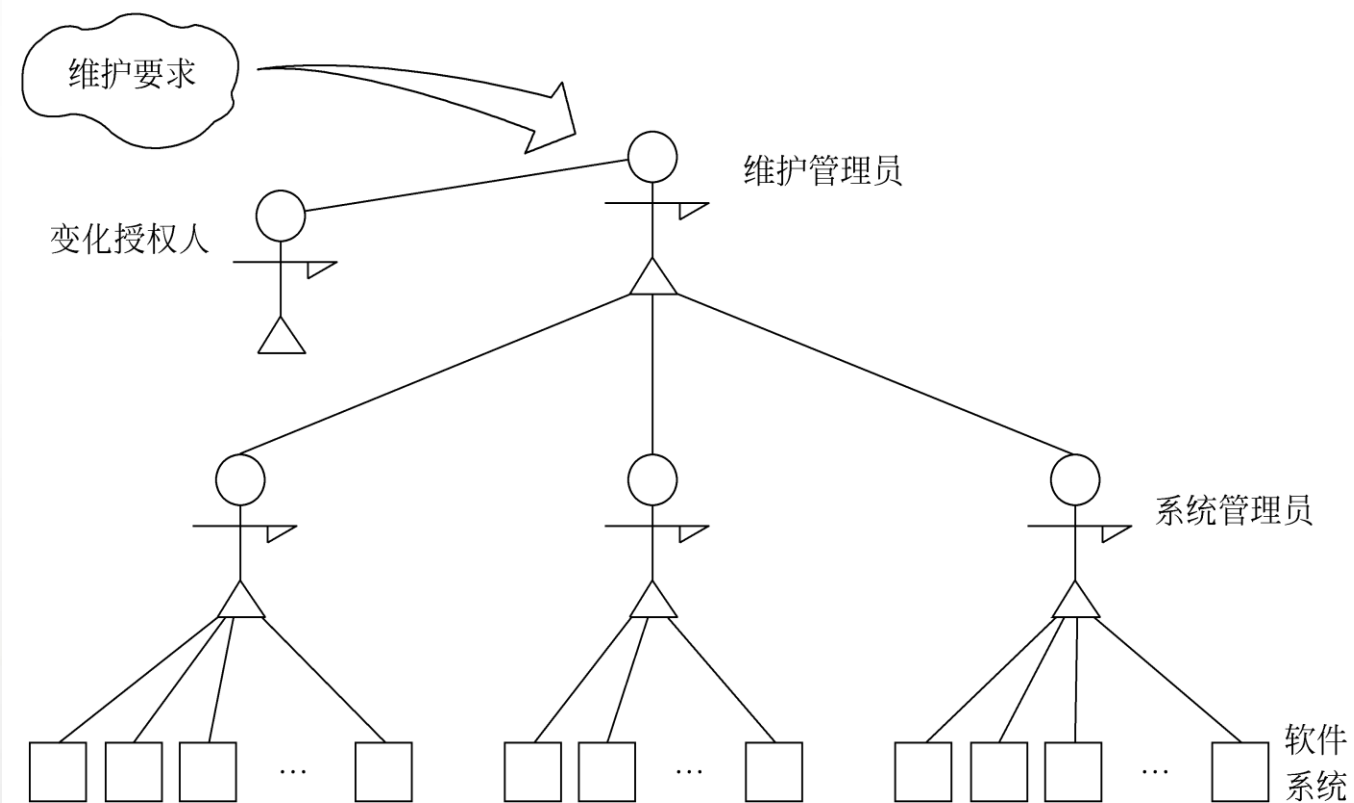 维护要求
维护管理员
变化授权人
系统管理员
… … …
软件
系统